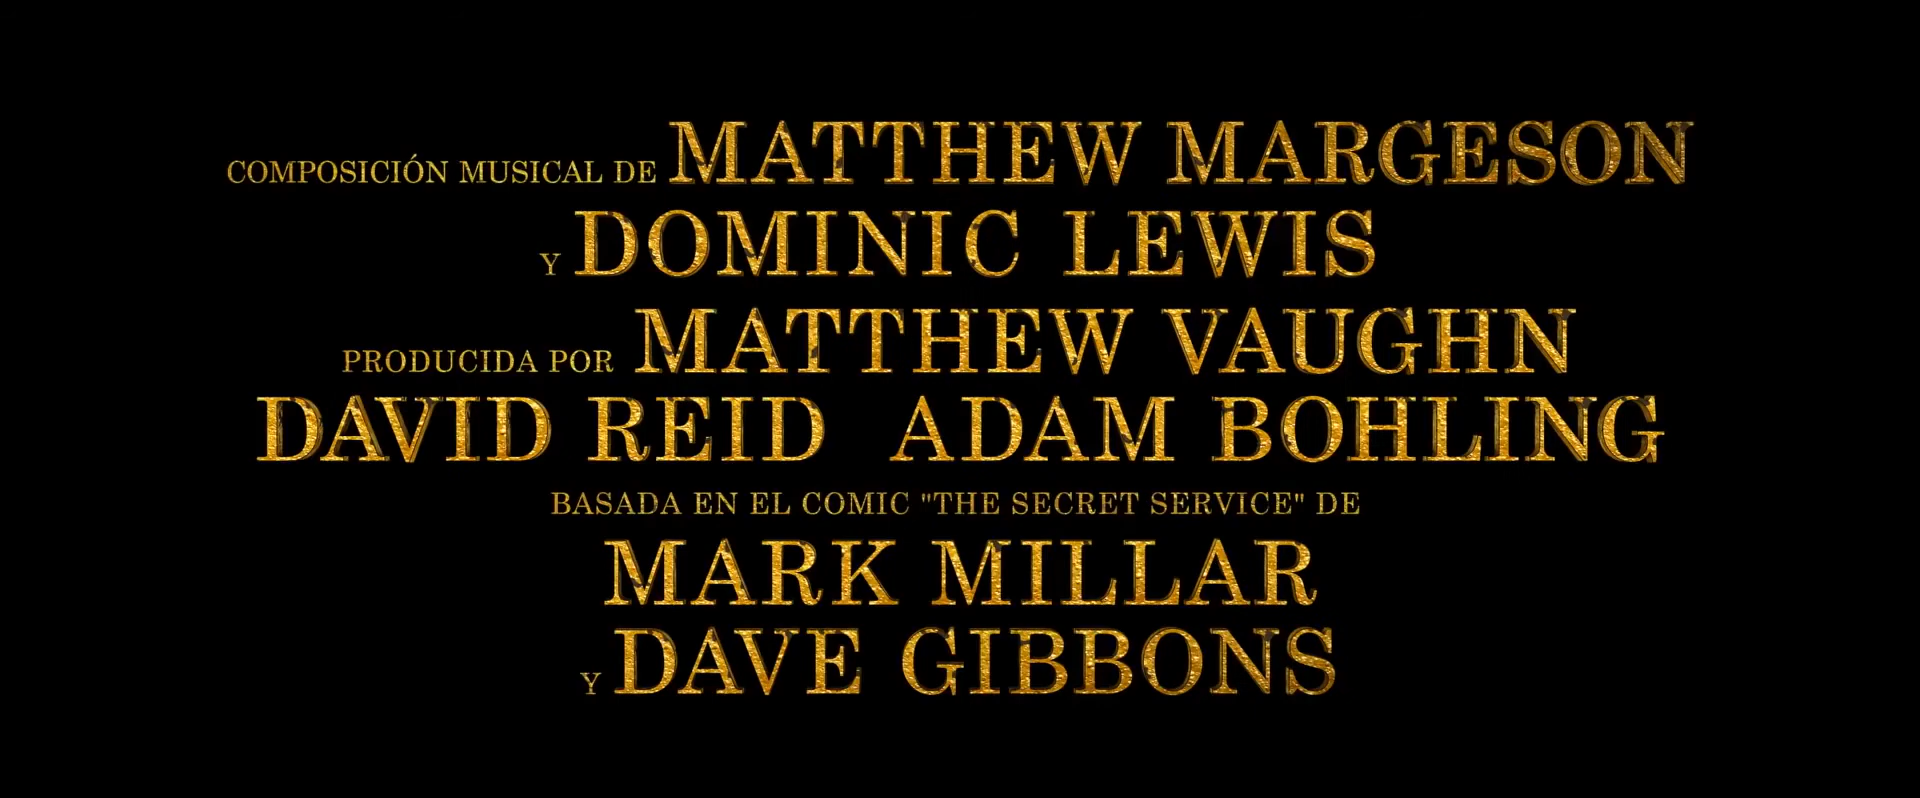 COMPOSICIÓN MUSICAL DE MATTHEW MARGESON
Y DOMINIC LEWIS
PRODUCIDA POR MATTHEW VAUGHN
DAVID REID ADAM BOHLING
BASADA EN EL COMIC "THE SECRET SERVICE" DE
MARK MILLAR
Y DAVE GIBBONS